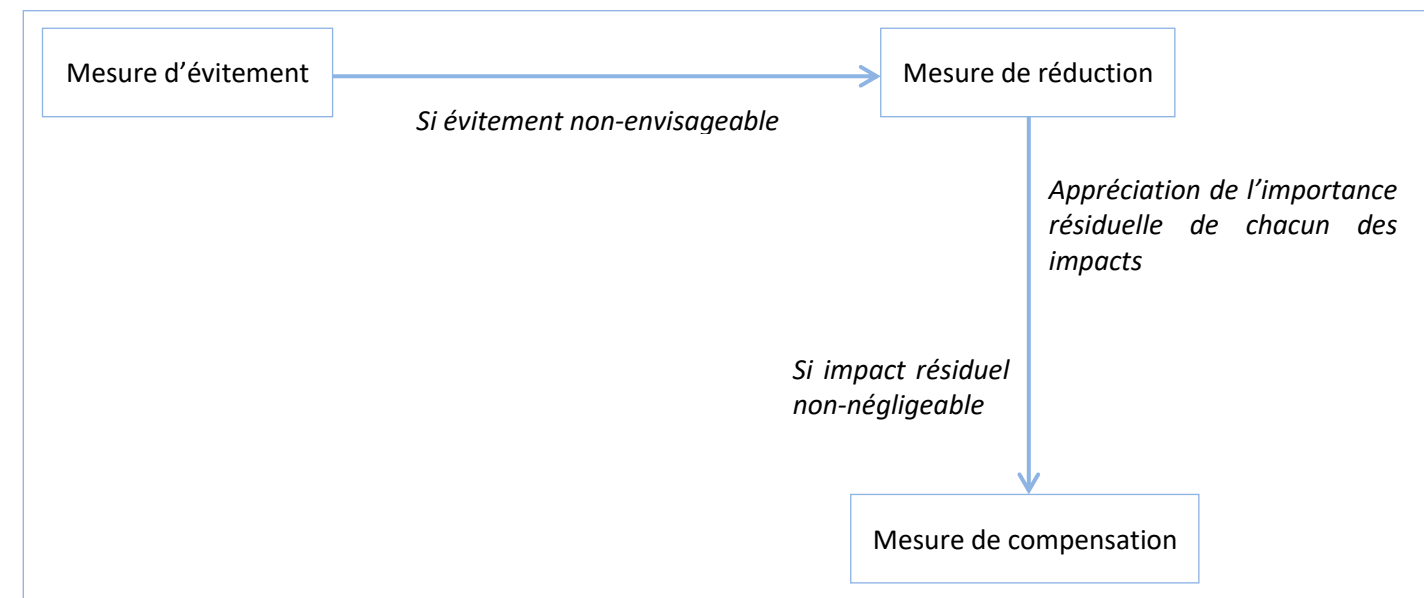 Mesure d’évitement
Mesure de réduction
Si évitement non-envisageable
Appréciation de l’importance
résiduelle de chacun des
impacts
Si impact résiduel
non-négligeable
Mesure de compensation